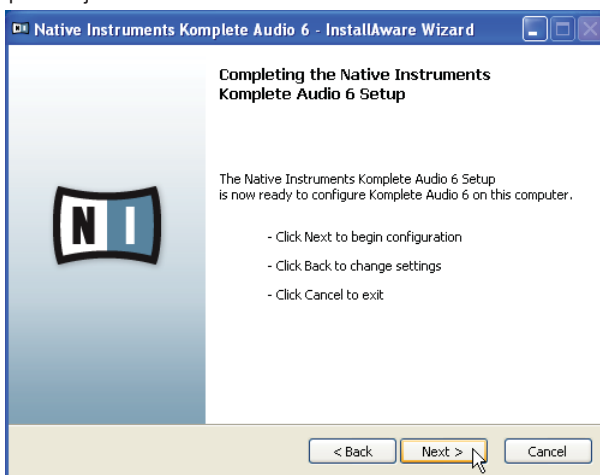 Native Instruments Komplete Audio 6 - InstallAware Wizard
Completing the Native Instruments
Komplete Audio 6 Setup
The Native Instruments Komplete Audio 6 Setup
is now ready to configure Komplete Audio 6 on this computer.
- Click Next to begin configuration
- Click Back to change settings
- Click Cancel to exit
N I
< Back Next > Cancel